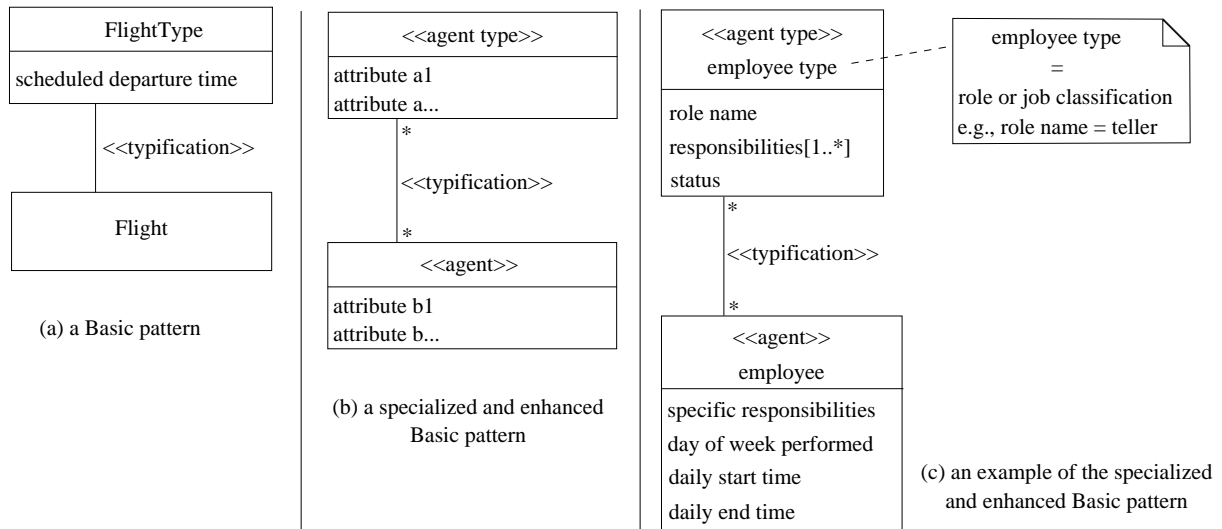 FlightType
scheduled departure time
<<typification>>
Flight
(a) a Basic pattern
<<agent type>>
attribute a1
attribute a...
*
<<typification>>
*
<<agent>>
attribute b1
attribute b...
(b) a specialized and enhanced
Basic pattern
<<agent type>>
employee type
role name
responsibilities[1..*]
status
*
<<typification>>
*
<<agent>>
employee
specific responsibilities
day of week performed
daily start time
daily end time
employee type
=
role or job classification
e.g., role name = teller
(c) an example of the specialized
and enhanced Basic pattern